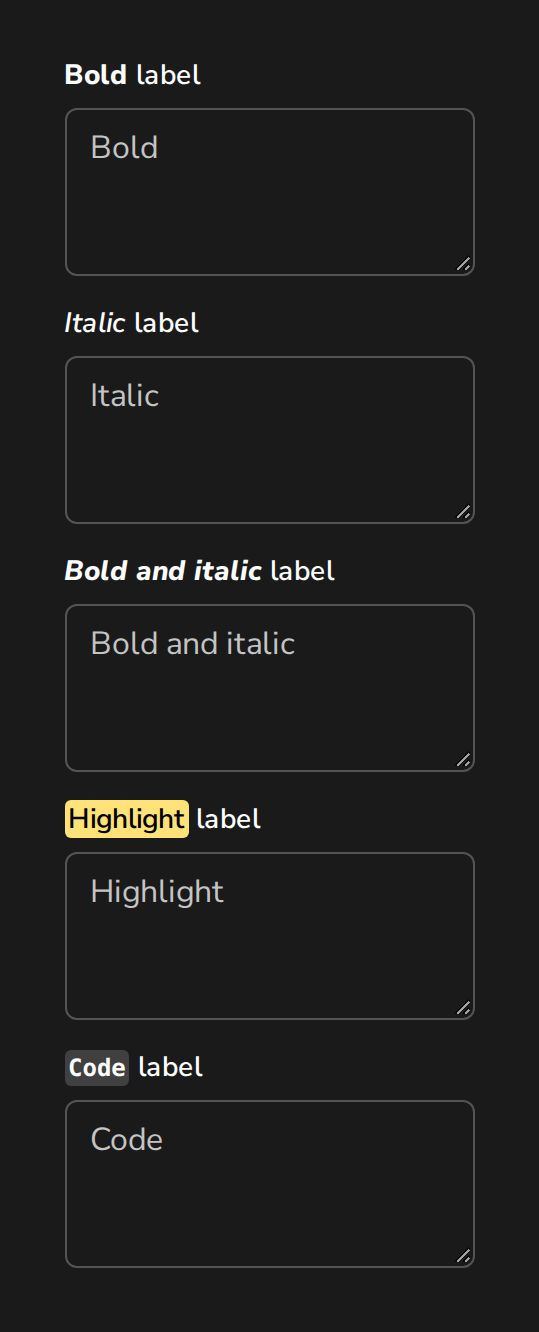 Bold label
Bold
Italic label
Italic
Bold and italic label
Bold and italic
Highlight label
Highlight
Code label
Code